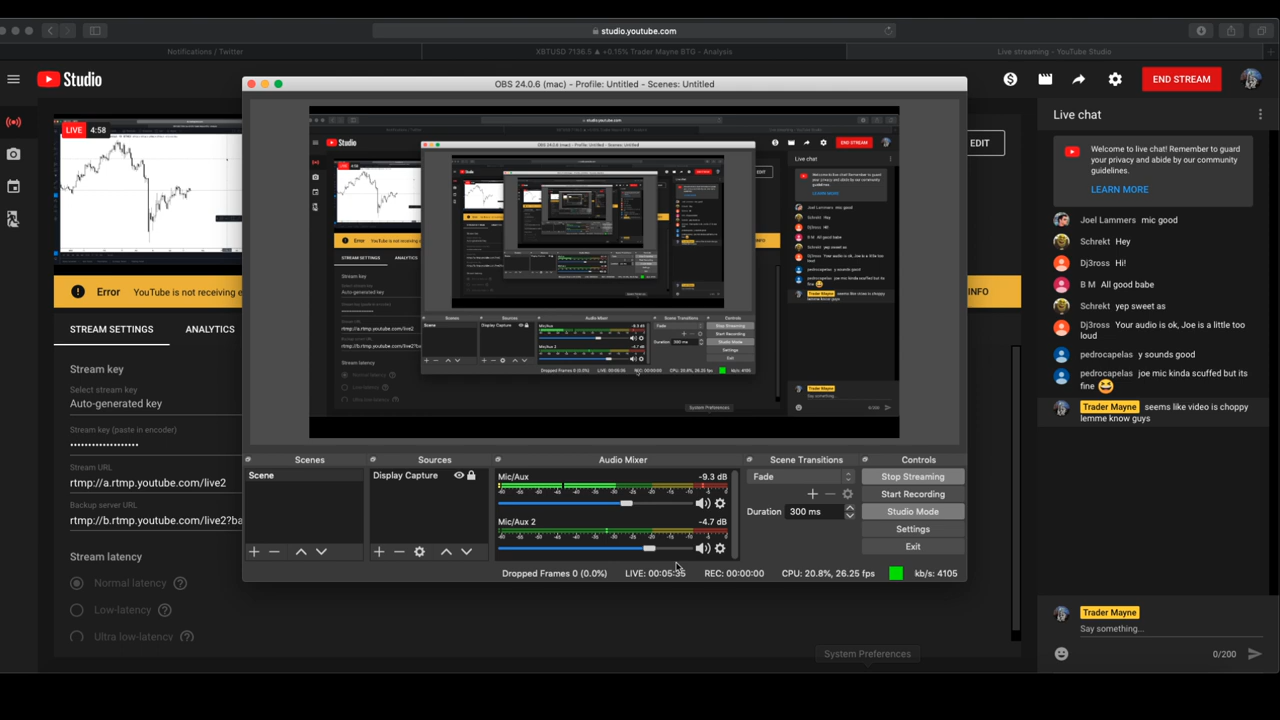 studio.youtube.com
Notifications / Twitter
XBTUSD 7136.5 ▲ +0.15% Trader Mayne BTG - Analysis
Live streaming - YouTube Studio
Studio
END STREAM
OBS 24.0.6 (mac) - Profile: Untitled - Scenes: Untitled
LIVE 4:58
EDIT
Error YouTube is not receiving e
INFO
STREAM SETTINGS
ANALYTICS
Stream key
Select stream key
Auto-generated key
Stream key (paste in encoder)
••••••••••••••••••
Stream URL
rtmp://a.rtmp.youtube.com/live2
Backup server URL
rtmp://b.rtmp.youtube.com/live2?ba
Stream latency
Normal latency
Low-latency
Ultra low-latency
Studio
END STREAM
Live chat
STREAM SETTINGS
ANALYTICS
Scenes
Sources
Audio Mixer
Scene Transitions
Controls
Scene
Display Capture
Mic/Aux
-9.3 dB
Mic/Aux 2
-4.7 dB
Fade
Duration 300 ms
Stop Streaming
Start Recording
Studio Mode
Settings
Exit
Dropped Frames 0 (0.0%)
LIVE: 00:05:35
REC: 00:00:00
CPU: 20.8%, 26.25 fps
kb/s: 4105
System Preferences
Live chat
Welcome to live chat! Remember to guard
your privacy and abide by our community
guidelines.
LEARN MORE
Joel Lammers mic good
Schrekt Hey
Dj3ross Hi!
B M All good babe
Schrekt yep sweet as
Dj3ross Your audio is ok, Joe is a little too
loud
pedrocapelas y sounds good
pedrocapelas joe mic kinda scuffed but its
fine 😆
Trader Mayne seems like video is choppy
lemme know guys
Trader Mayne
Say something...
0/200